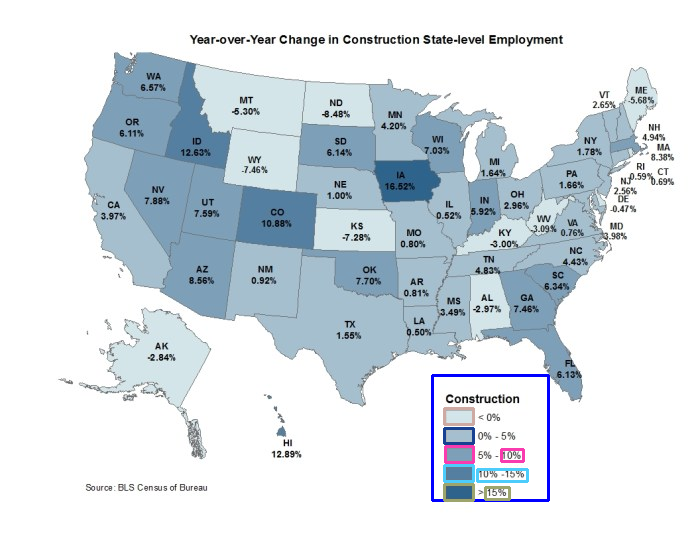 Year-over-Year Change in Construction State-level Employment
WA
6.57%
MT
-5.30%
ND
-8.48%
MN
4.20%
VT
2.65%
ME
-5.68%
OR
6.11%
ID
12.63%
SD
6.14%
WI
7.03%
MI
1.64%
NY
1.78%
NH
4.94%
MA
8.38%
RI
0.59%
CT
0.69%
WY
-7.46%
IA
16.52%
NE
1.00%
PA
1.66%
NJ
2.56%
DE
-0.47%
NV
7.88%
UT
7.59%
CO
10.88%
IL
0.52%
IN
5.92%
OH
2.96%
WV
-3.09%
VA
0.76%
MD
3.98%
CA
3.97%
KS
-7.28%
MO
0.80%
KY
-3.00%
NC
4.43%
TN
4.83%
AZ
8.56%
NM
0.92%
OK
7.70%
AR
0.81%
SC
6.34%
MS
3.49%
AL
-2.97%
GA
7.46%
TX
1.55%
LA
0.50%
AK
-2.84%
FL
6.13%
HI
12.89%
Construction
< 0%
0% - 5%
5% - 10%
10% -15%
> 15%
Source: BLS Census of Bureau